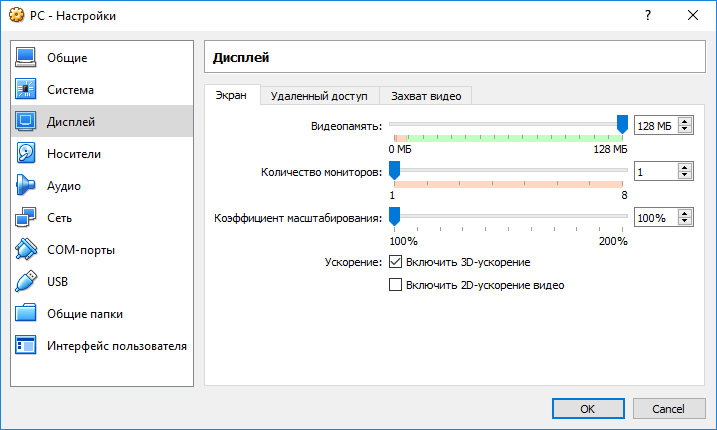 PC - Настройки
?
Общие
Система
Дисплей
Носители
Аудио
Сеть
COM-порты
USB
Общие папки
Интерфейс пользователя
Дисплей
Экран Удаленный доступ Захват видео
Видеопамять: 128 МБ
0 МБ 128 МБ
Количество мониторов: 1
1 8
Коэффициент масштабирования: 100%
100% 200%
Ускорение: Включить 3D-ускорение
Включить 2D-ускорение видео
OK Cancel